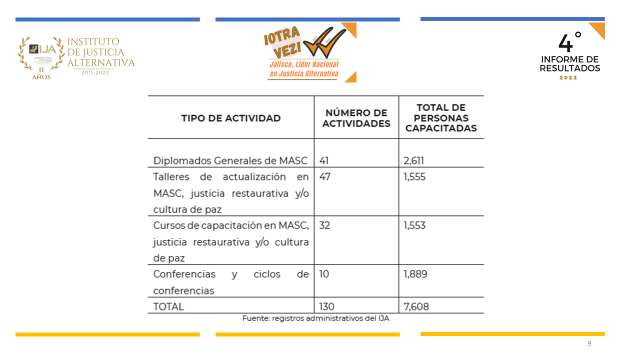 IJA
11
AÑOS
INSTITUTO
DE JUSTICIA
ALTERNATIVA
2011-2022
¡OTRA
VEZ!
Jalisco, Líder Nacional
en Justicia Alternativa
4°
INFORME DE
RESULTADOS
2022
TIPO DE ACTIVIDAD NÚMERO DE ACTIVIDADES TOTAL DE PERSONAS CAPACITADAS
Diplomados Generales de MASC 41 2,611
Talleres de actualización en 47 1,555
MASC, justicia restaurativa y/o
cultura de paz
Cursos de capacitación en MASC, 32 1,553
justicia restaurativa y/o cultura
de paz
Conferencias y ciclos de 10 1,889
conferencias
TOTAL 130 7,608
Fuente: registros administrativos del IJA
9